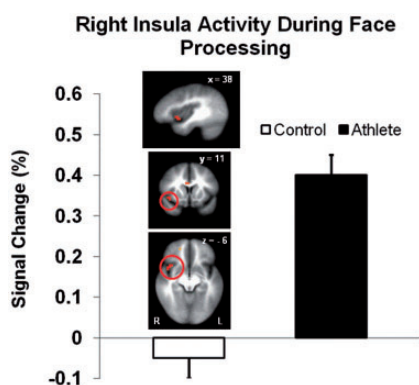 Right Insula Activity During Face
Processing
x = 38
y = 11
z = - 6
R L
Control Athlete
Signal Change (%)
0.6
0.5
0.4
0.3
0.2
0.1
0
-0.1